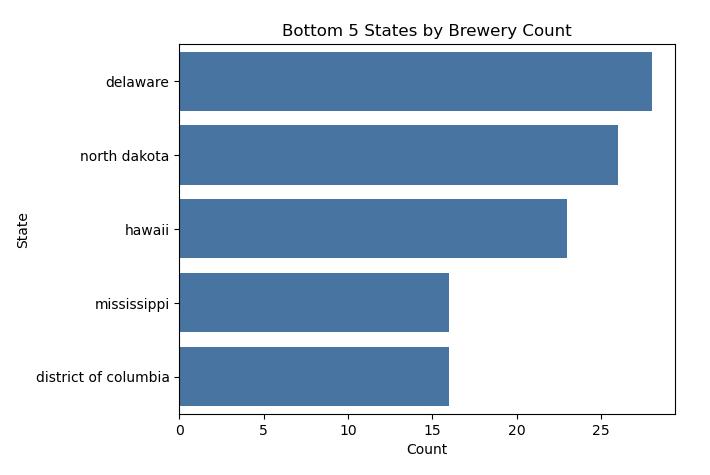 Bottom 5 States by Brewery Count
delaware
north dakota
hawaii
mississippi
district of columbia
State
0 5 10 15 20 25
Count